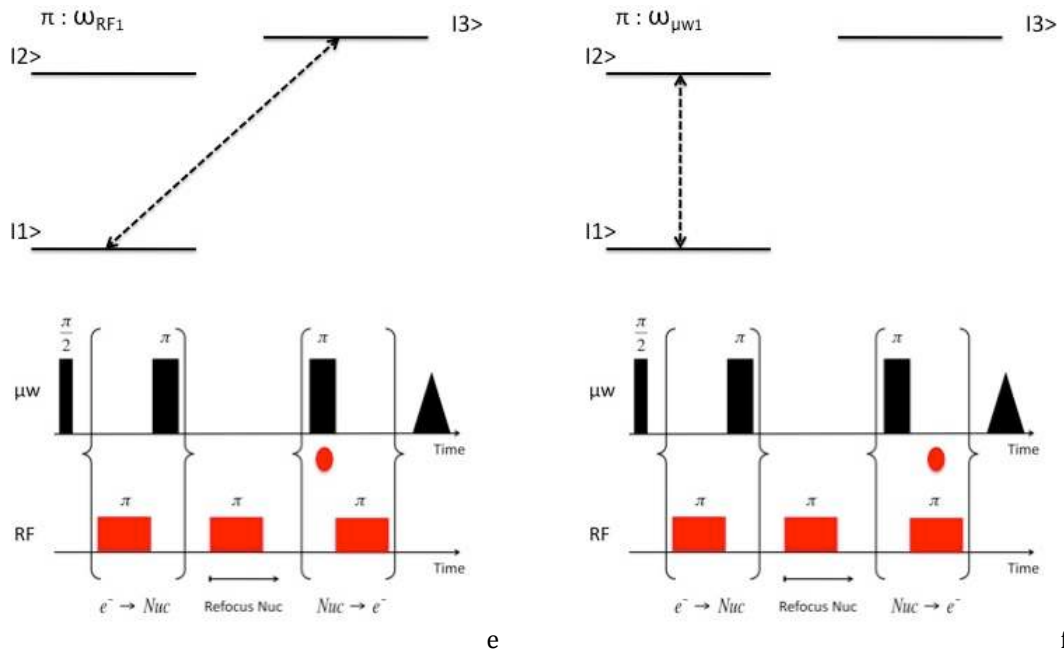 π : ω_RF1
|3>
|2>
|1>
π/2
π
π
μw
Time
π
π
π
RF
Time
e⁻ → Nuc
Refocus Nuc
Nuc → e⁻
e
π : ω_μw1
|3>
|2>
|1>
π/2
π
π
μw
Time
π
π
π
RF
Time
e⁻ → Nuc
Refocus Nuc
Nuc → e⁻